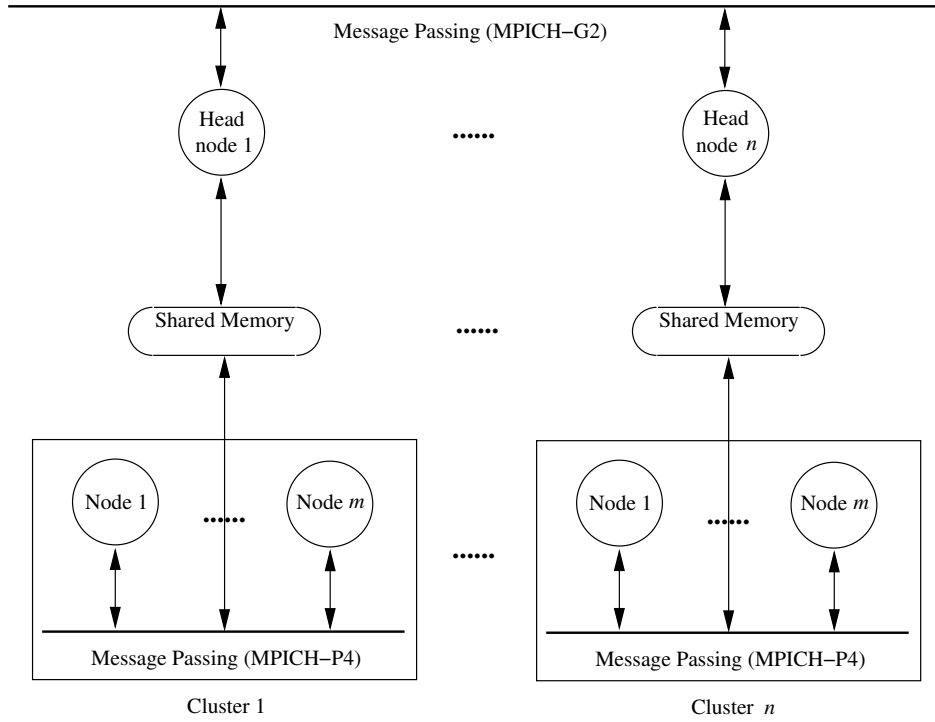 Message Passing (MPICH−G2)
Head
node 1
......
Head
node n
Shared Memory
......
Shared Memory
Node 1
......
Node m
......
Node 1
......
Node m
Message Passing (MPICH−P4)
Message Passing (MPICH−P4)
Cluster 1
Cluster n